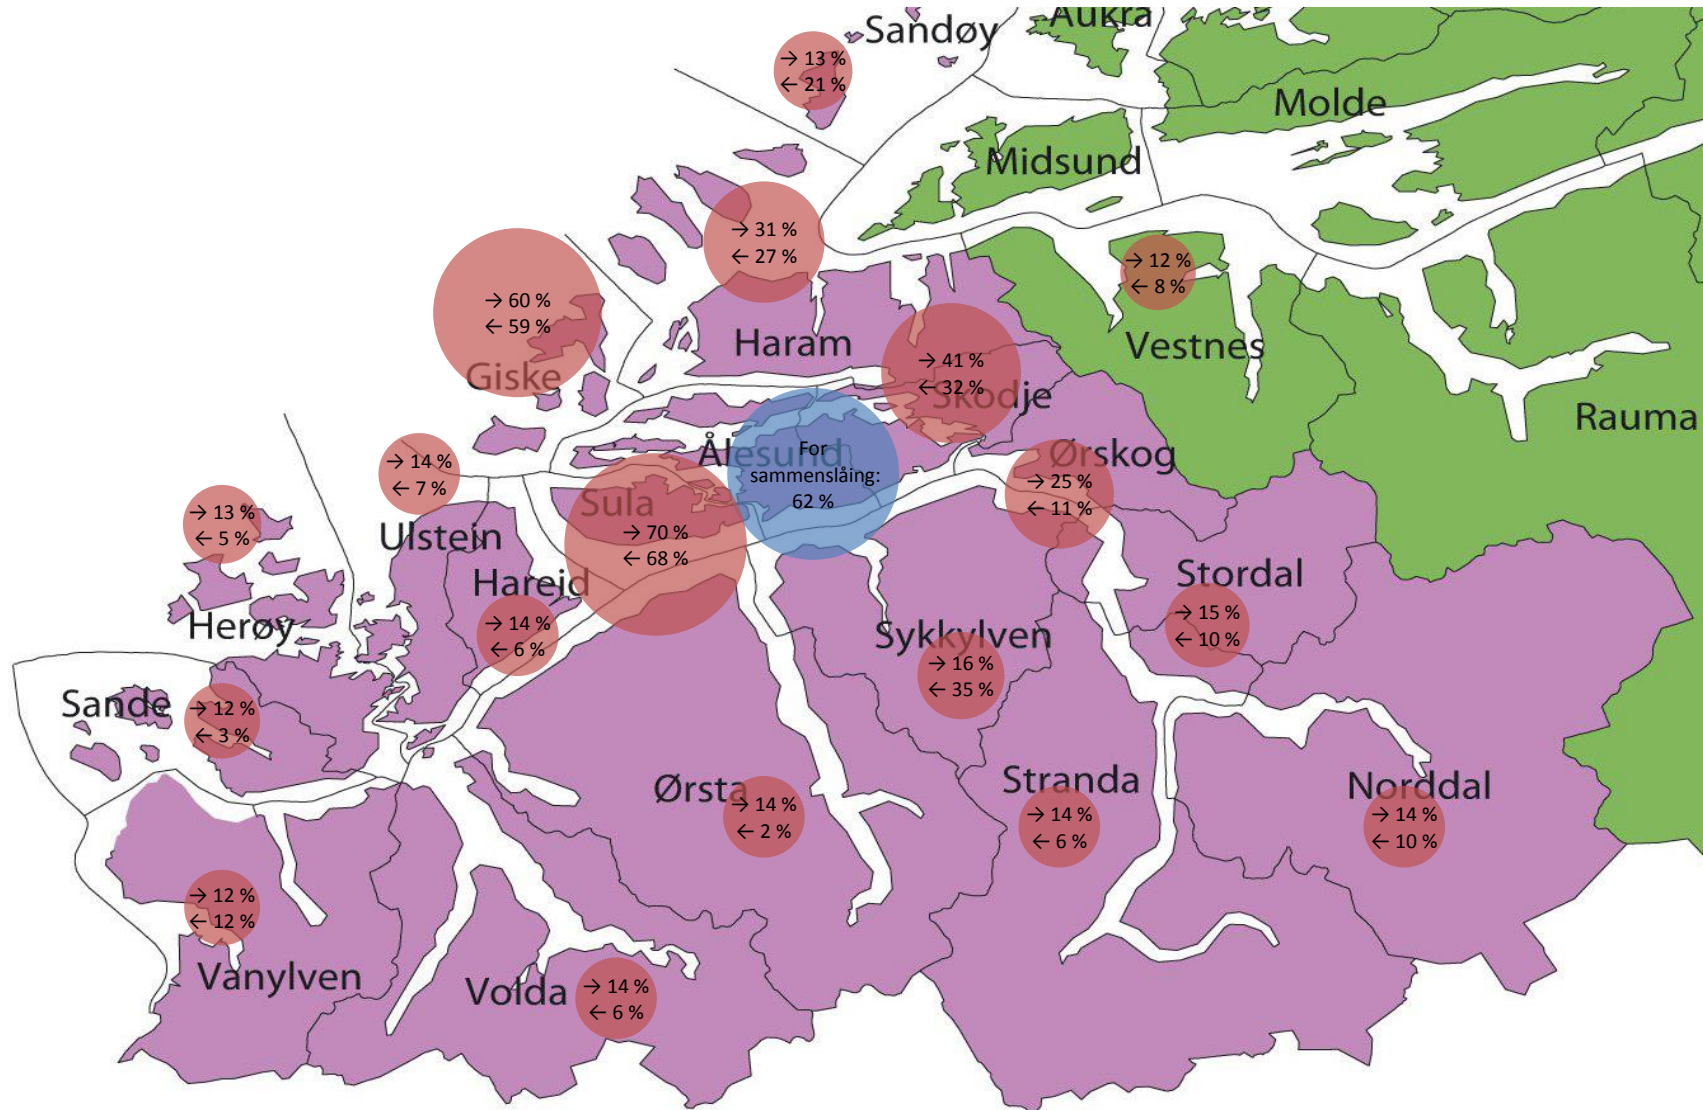 Aukra
Sandøy
→ 13 %
← 21 %
Molde
Midsund
→ 31 %
← 27 %
→ 12 %
← 8 %
→ 60 %
← 59 %
Haram
Vestnes
→ 41 %
← 32 %
Giske
Skodje
Rauma
Ålesund
For
sammenslåing:
62 %
Ørskog
→ 25 %
← 11 %
→ 14 %
← 7 %
Sula
→ 70 %
← 68 %
→ 13 %
← 5 %
Ulstein
Hareid
→ 14 %
← 6 %
Stordal
→ 15 %
← 10 %
Herøy
Sykkylven
→ 16 %
← 35 %
Sande
→ 12 %
← 3 %
Ørsta
→ 14 %
← 2 %
Stranda
→ 14 %
← 6 %
Norddal
→ 14 %
← 10 %
→ 12 %
← 12 %
Vanylven
Volda
→ 14 %
← 6 %